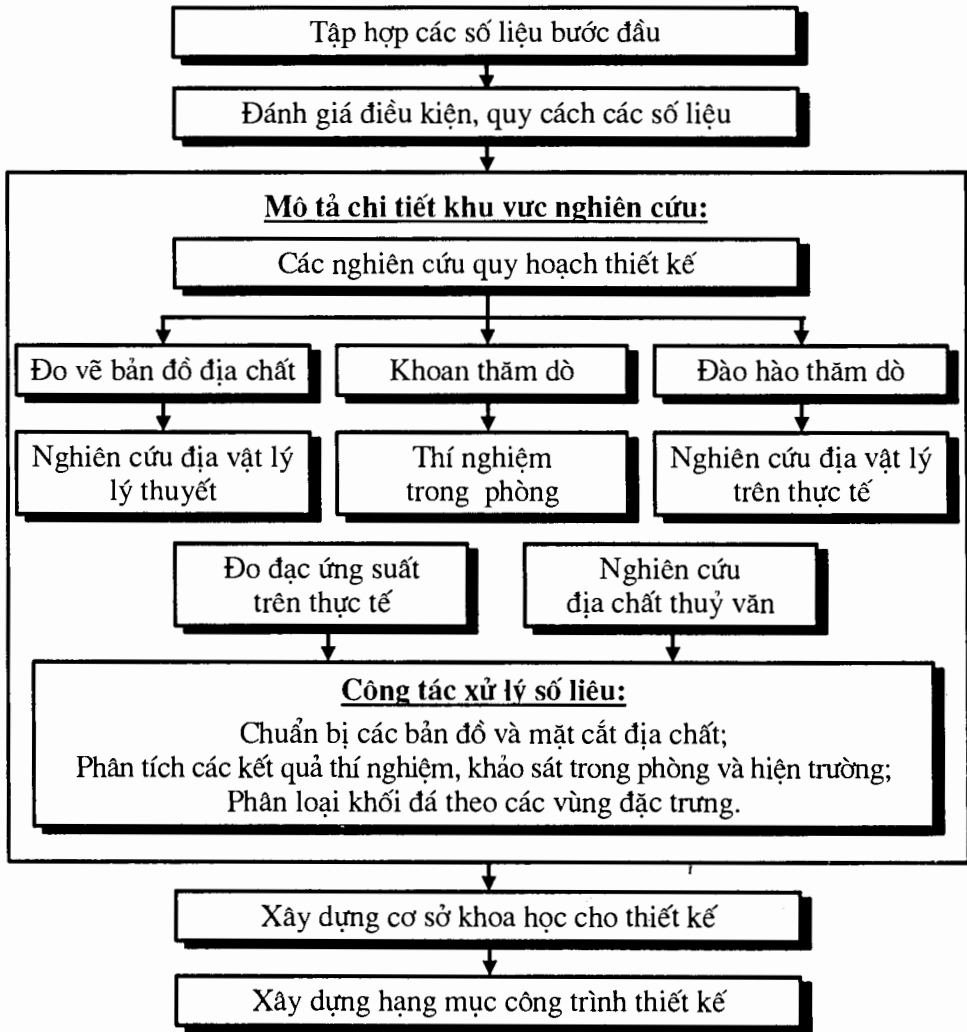 Tập hợp các số liệu bước đầu
Đánh giá điều kiện, quy cách các số liệu
Mô tả chi tiết khu vực nghiên cứu:
Các nghiên cứu quy hoạch thiết kế
Đo vẽ bản đồ địa chất
Khoan thăm dò
Đào hào thăm dò
Nghiên cứu địa vật lý
lý thuyết
Thí nghiệm
trong phòng
Nghiên cứu địa vật lý
trên thực tế
Đo đạc ứng suất
trên thực tế
Nghiên cứu
địa chất thuỷ văn
Công tác xử lý số liệu:
Chuẩn bị các bản đồ và mặt cắt địa chất;
Phân tích các kết quả thí nghiệm, khảo sát trong phòng và hiện trường;
Phân loại khối đá theo các vùng đặc trưng.
Xây dựng cơ sở khoa học cho thiết kế
Xây dựng hạng mục công trình thiết kế